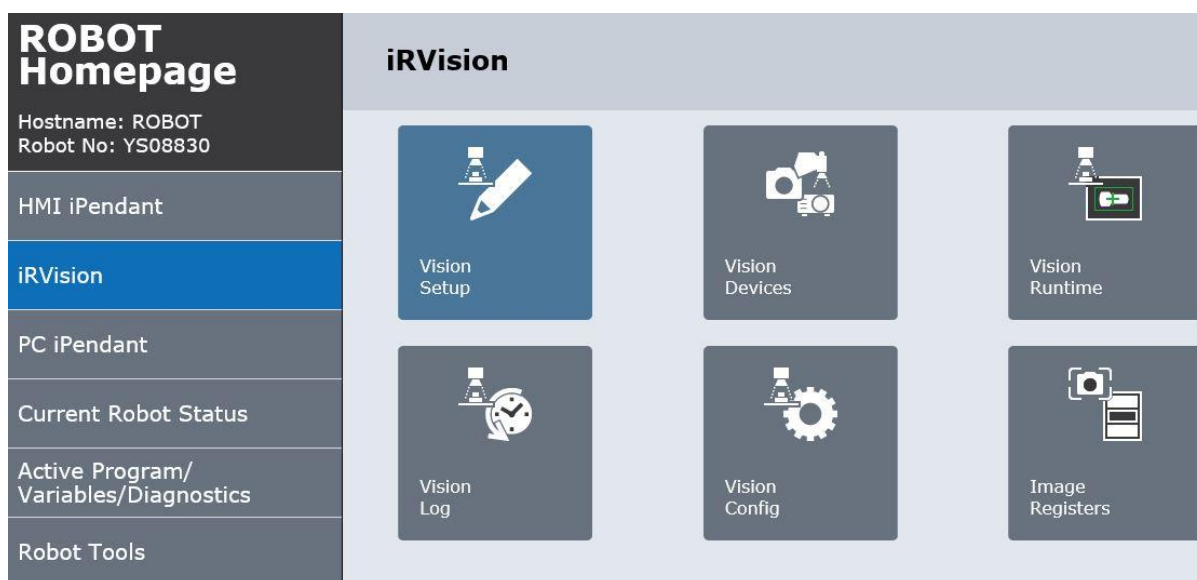 ROBOT
Homepage
Hostname: ROBOT
Robot No: YS08830
HMI iPendant
iRVision
PC iPendant
Current Robot Status
Active Program/
Variables/Diagnostics
Robot Tools
iRVision
Vision
Setup
Vision
Devices
Vision
Runtime
Vision
Log
Vision
Config
Image
Registers